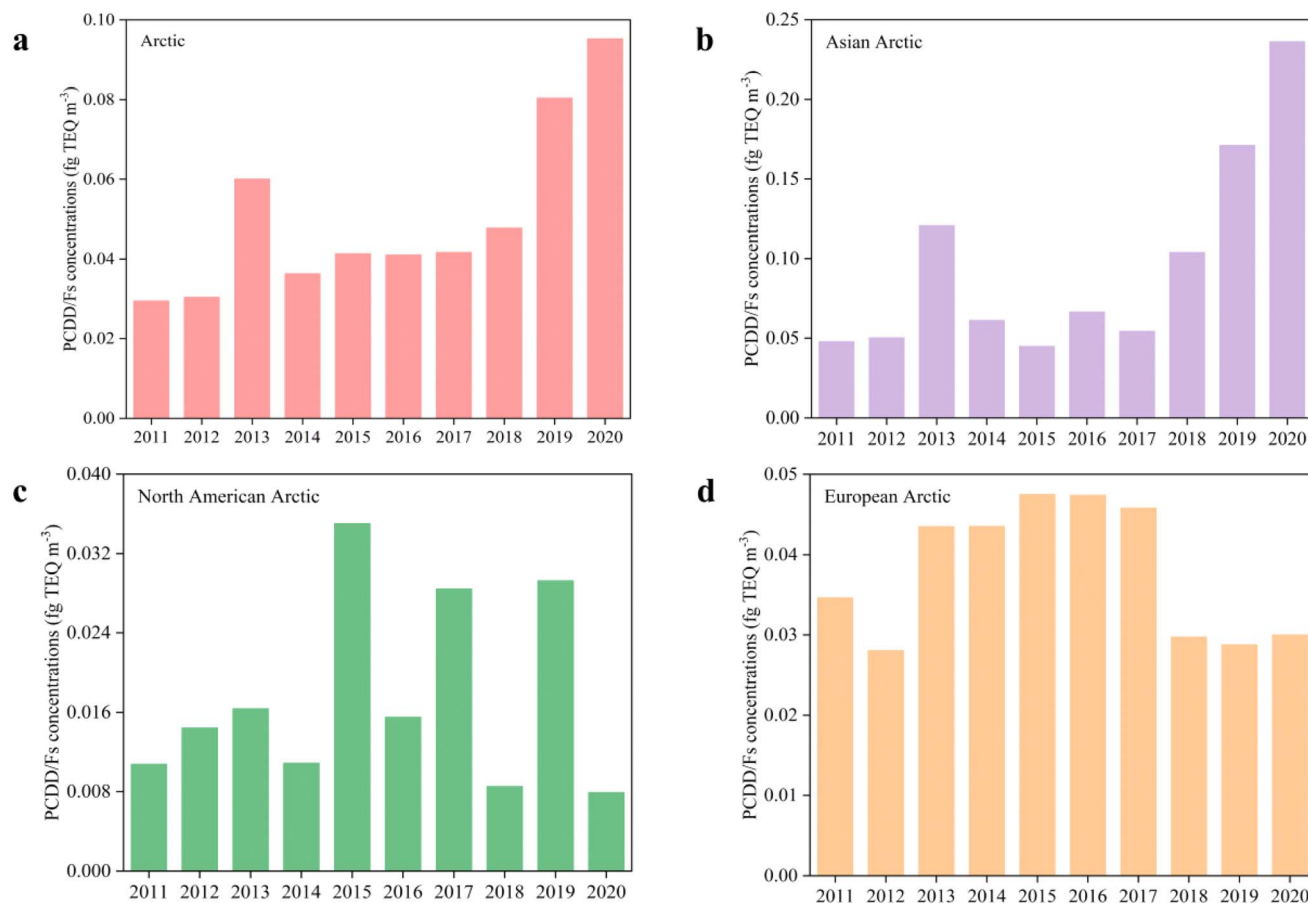 a
Arctic
PCDD/Fs concentrations (fg TEQ m⁻³)
0.10
0.08
0.06
0.04
0.02
0.00
2011 2012 2013 2014 2015 2016 2017 2018 2019 2020
b
Asian Arctic
PCDD/Fs concentrations (fg TEQ m⁻³)
0.25
0.20
0.15
0.10
0.05
0.00
2011 2012 2013 2014 2015 2016 2017 2018 2019 2020
c
North American Arctic
PCDD/Fs concentrations (fg TEQ m⁻³)
0.040
0.032
0.024
0.016
0.008
0.000
2011 2012 2013 2014 2015 2016 2017 2018 2019 2020
d
European Arctic
PCDD/Fs concentrations (fg TEQ m⁻³)
0.05
0.04
0.03
0.02
0.01
0.00
2011 2012 2013 2014 2015 2016 2017 2018 2019 2020